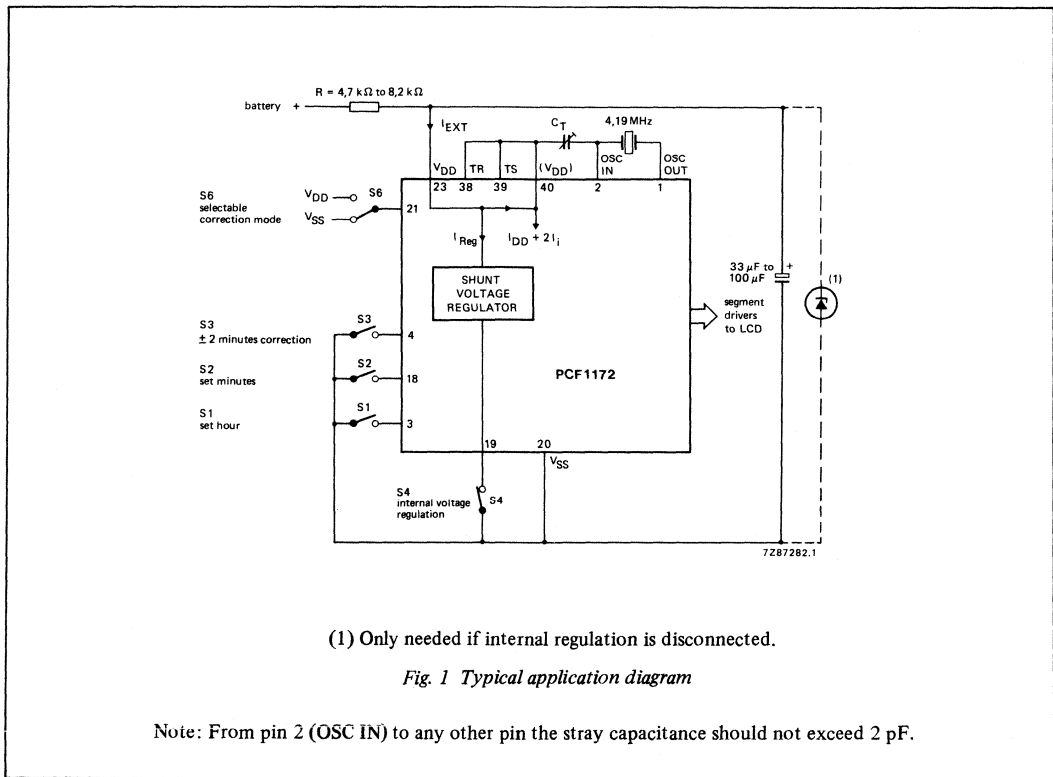 R = 4,7 kΩ to 8,2 kΩ
battery +
I_EXT
C_T
4,19 MHz
V_DD TR TS (V_DD) OSC IN OSC OUT
23 38 39 40 2 1
S6
selectable
correction mode
V_DD
V_SS
S6
21
I_Reg
I_DD + 2I_i
SHUNT
VOLTAGE
REGULATOR
33 µF to
100 µF
+
(1)
segment
drivers
to LCD
S3
± 2 minutes correction
S3
4
S2
set minutes
S2
18
PCF1172
S1
set hour
S1
3
19
20
V_SS
S4
internal voltage
regulation
S4
7Z87282.1
(1) Only needed if internal regulation is disconnected.
Fig. 1 Typical application diagram
Note: From pin 2 (OSC IN) to any other pin the stray capacitance should not exceed 2 pF.